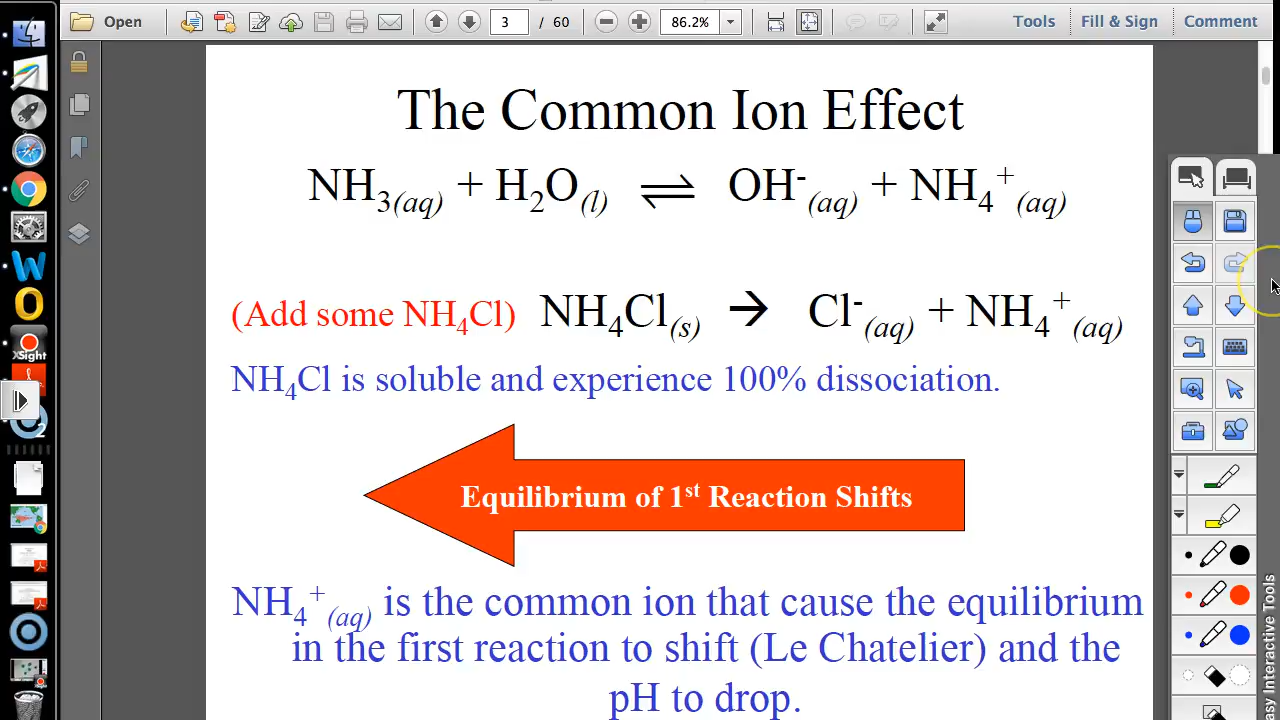 Open 3 / 60 86.2% Tools Fill & Sign Comment
The Common Ion Effect
NH3(aq) + H2O(l) ⇌ OH-(aq) + NH4+(aq)
(Add some NH4Cl) NH4Cl(s) → Cl-(aq) + NH4+(aq)
NH4Cl is soluble and experience 100% dissociation.
Equilibrium of 1st Reaction Shifts
NH4+(aq) is the common ion that cause the equilibrium
in the first reaction to shift (Le Chatelier) and the
pH to drop.
W
O
XSight
2
esy Interactive Tools